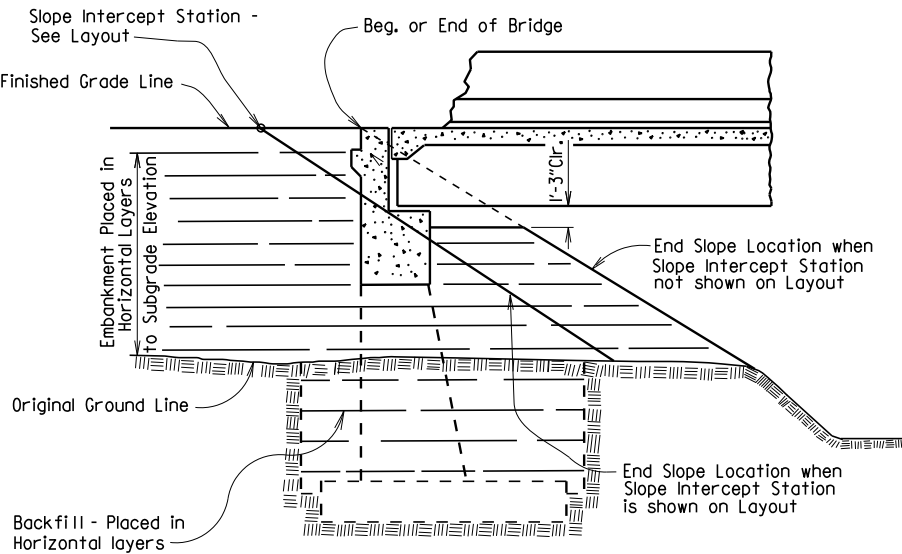 Slope Intercept Station -
See Layout
Beg. or End of Bridge
Finished Grade Line
Embankment Placed in
Horizontal Layers
to Subgrade Elevation
1'-3"Clr.
End Slope Location when
Slope Intercept Station
not shown on Layout
Original Ground Line
End Slope Location when
Slope Intercept Station
is shown on Layout
Backfill - Placed in
Horizontal layers